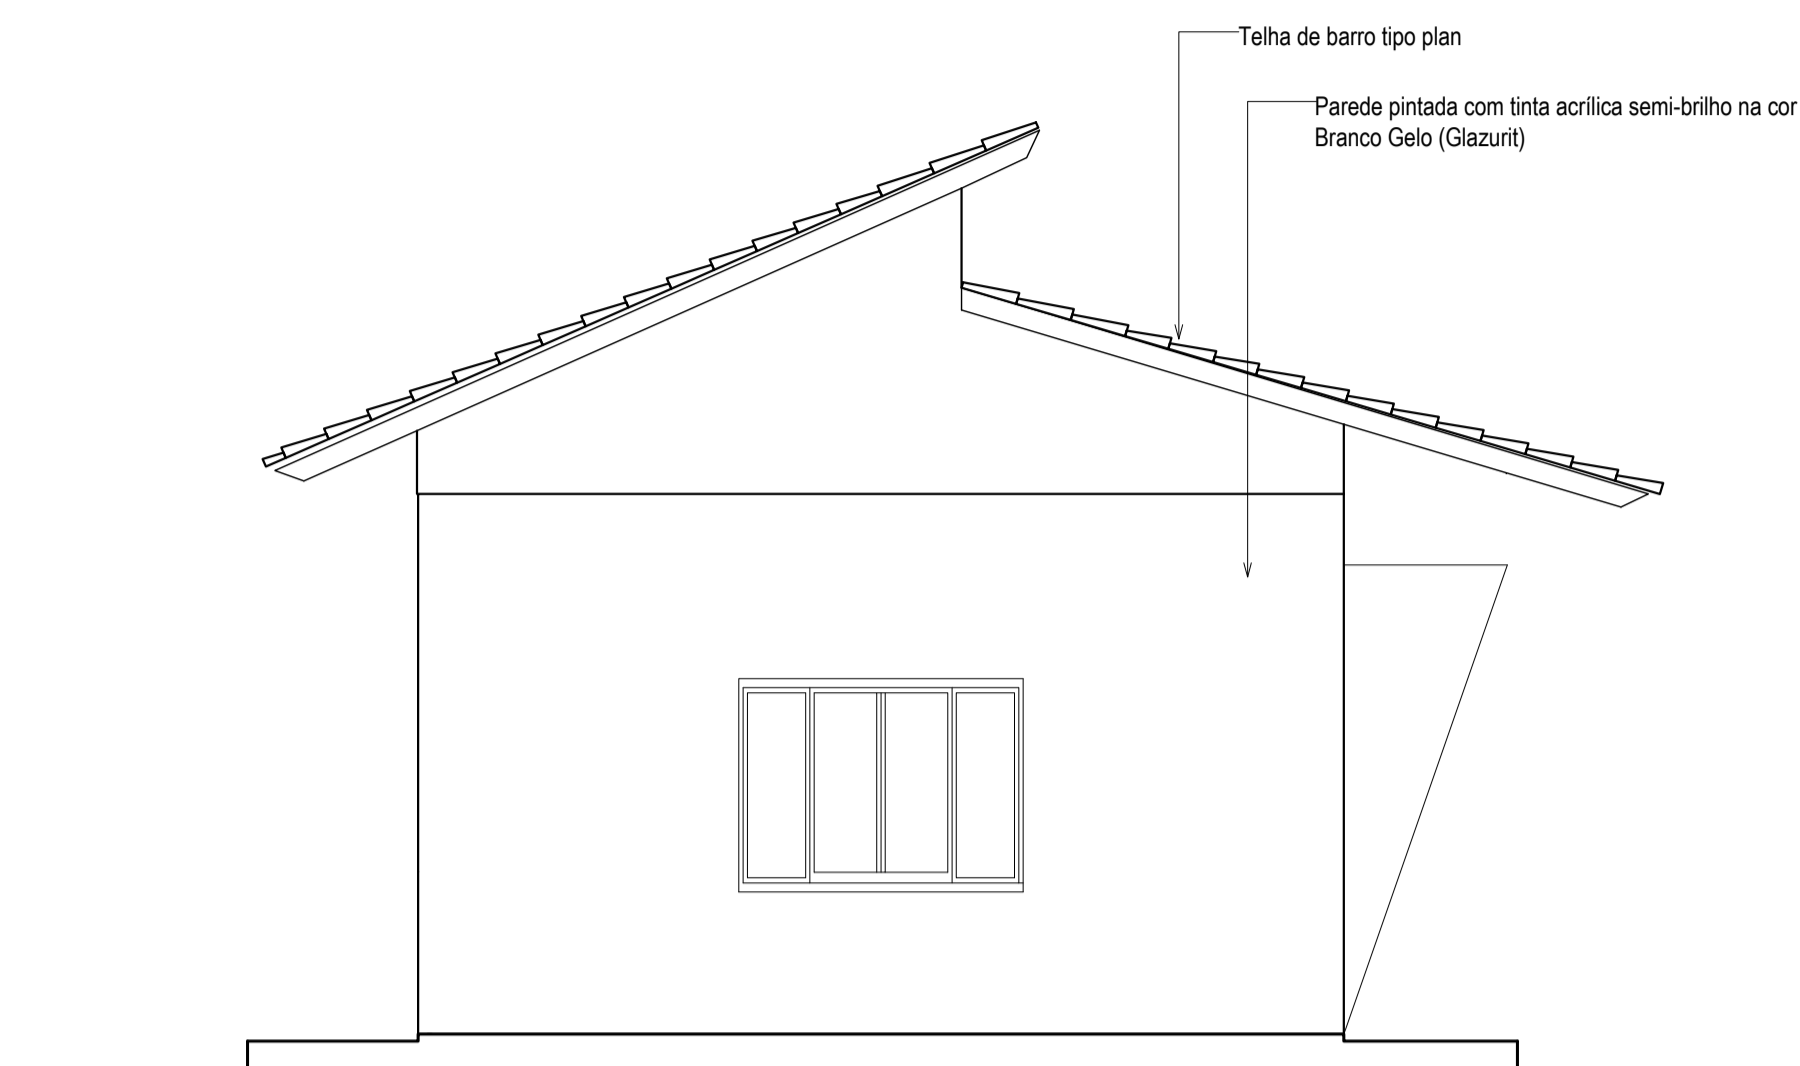 Telha de barro tipo plan
Parede pintada com tinta acrílica semi-brilho na cor
Branco Gelo (Glazurit)